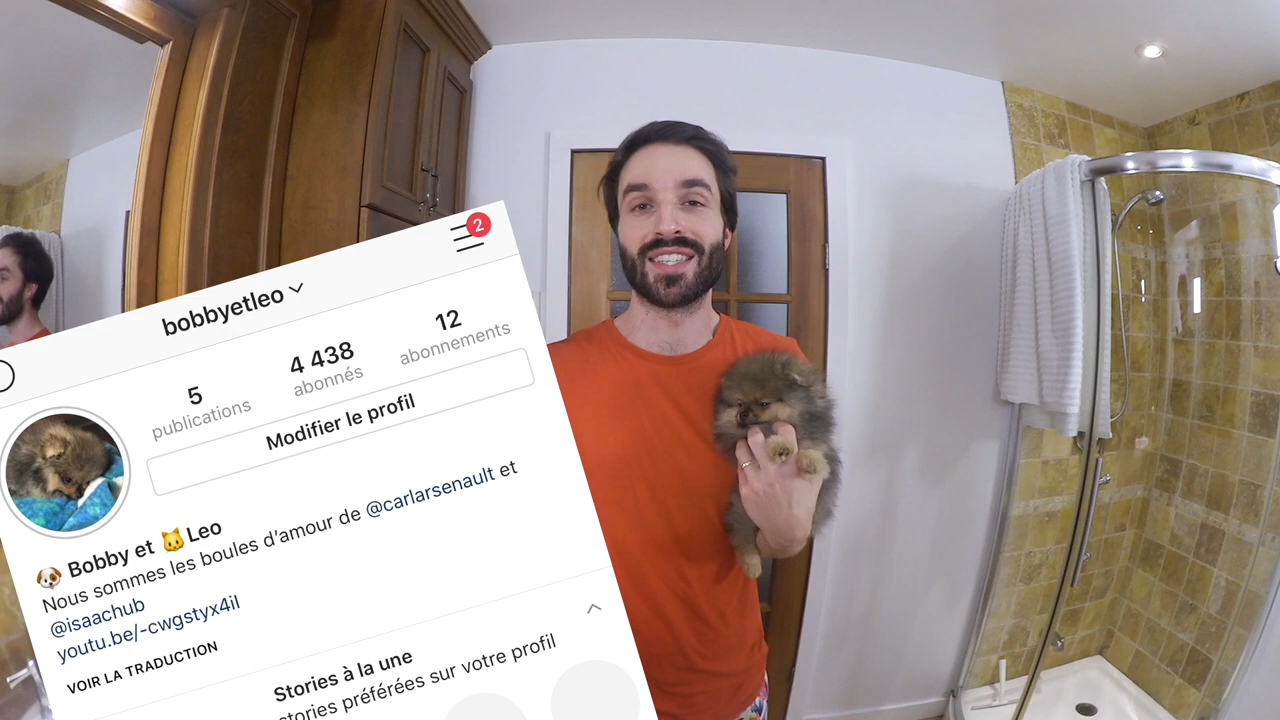 2
bobbyetleo
5
4 438
12
publications
abonnés
abonnements
Modifier le profil
🐶 Bobby et 🐱Leo
Nous sommes les boules d’amour de @carlarsenault et
@isaachub
youtu.be/-cwgstyx4iI
VOIR LA TRADUCTION
Stories à la une
stories préférées sur votre profil